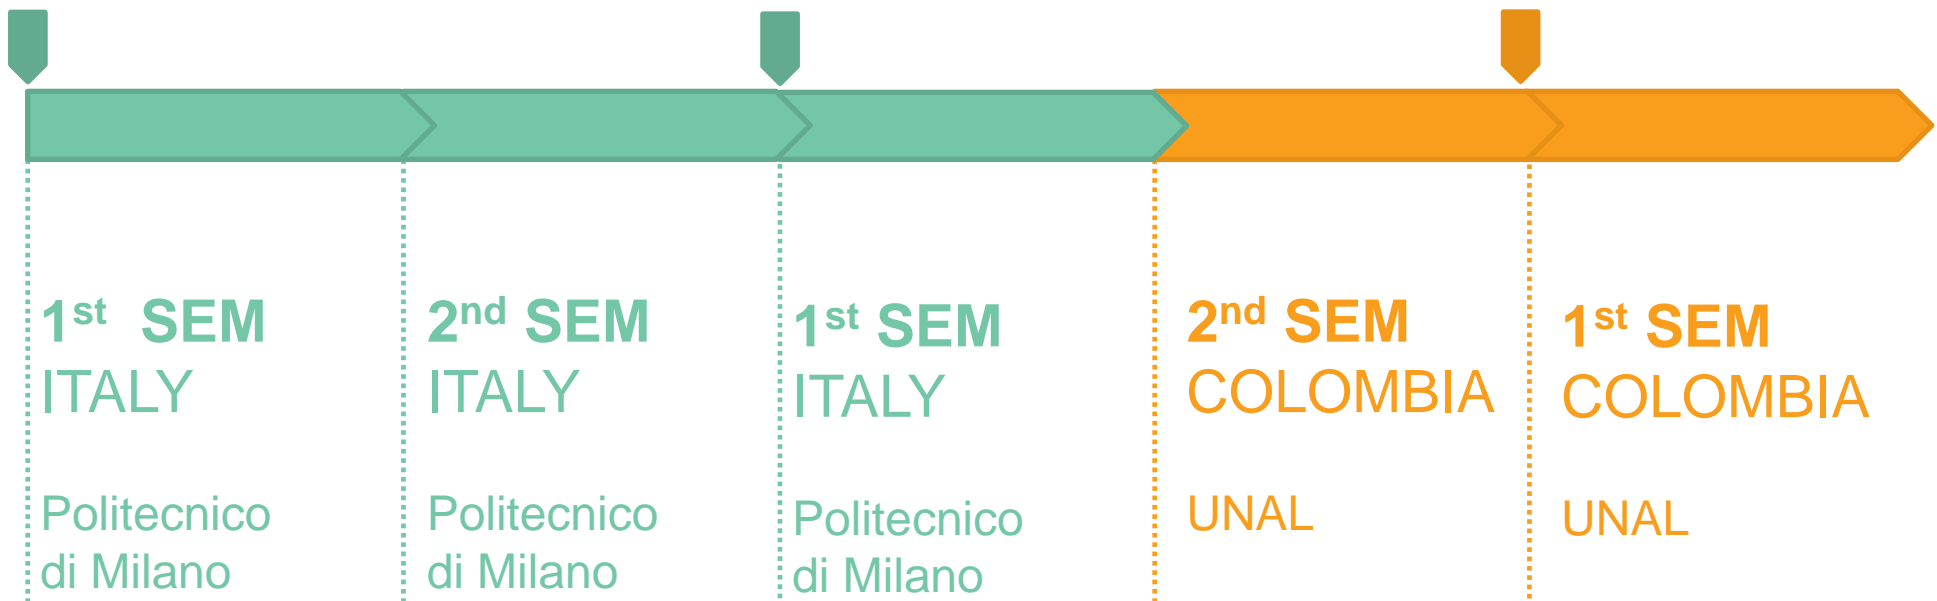 1st SEM
ITALY
Politecnico
di Milano
2nd SEM
ITALY
Politecnico
di Milano
1st SEM
ITALY
Politecnico
di Milano
2nd SEM
COLOMBIA
UNAL
1st SEM
COLOMBIA
UNAL